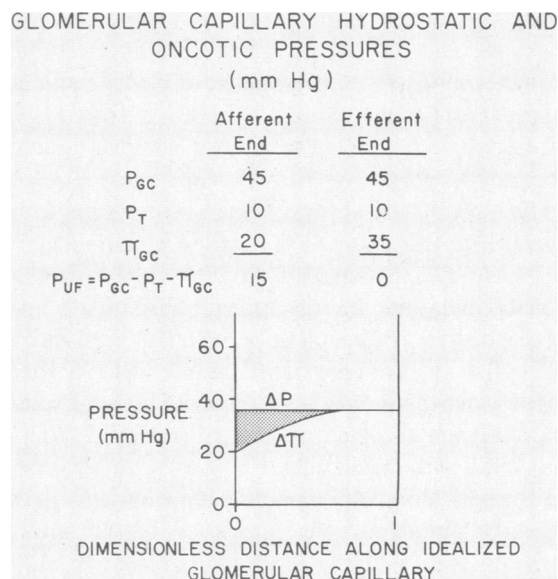 GLOMERULAR CAPILLARY HYDROSTATIC AND
ONCOTIC PRESSURES
(mm Hg)
Afferent End Efferent End
P_GC 45 45
P_T 10 10
π_GC 20 35
P_UF = P_GC - P_T - π_GC 15 0
60
40
20
0
PRESSURE
(mm Hg)
ΔP
Δπ
0 1
DIMENSIONLESS DISTANCE ALONG IDEALIZED
GLOMERULAR CAPILLARY